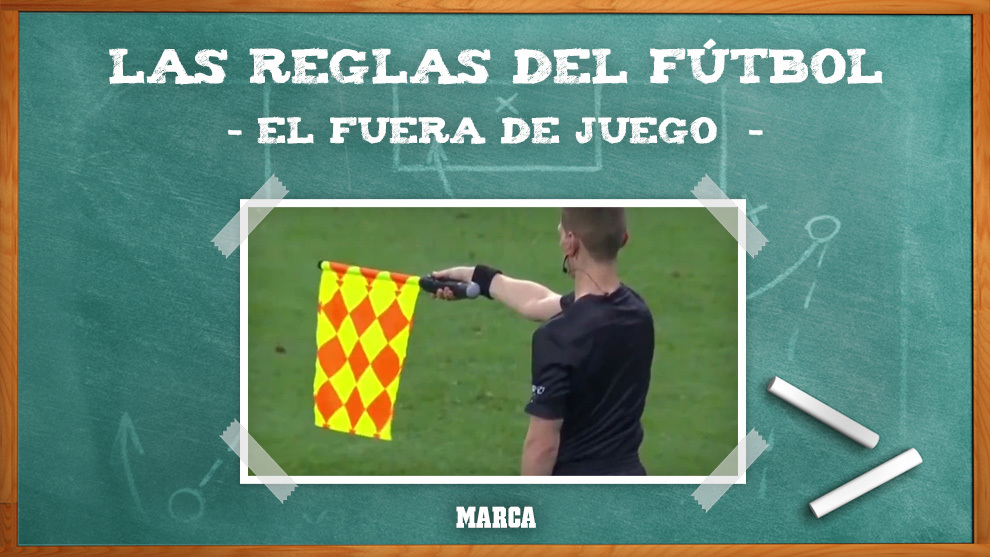 LAS REGLAS DEL FÚTBOL
- EL FUERA DE JUEGO -
MARCA